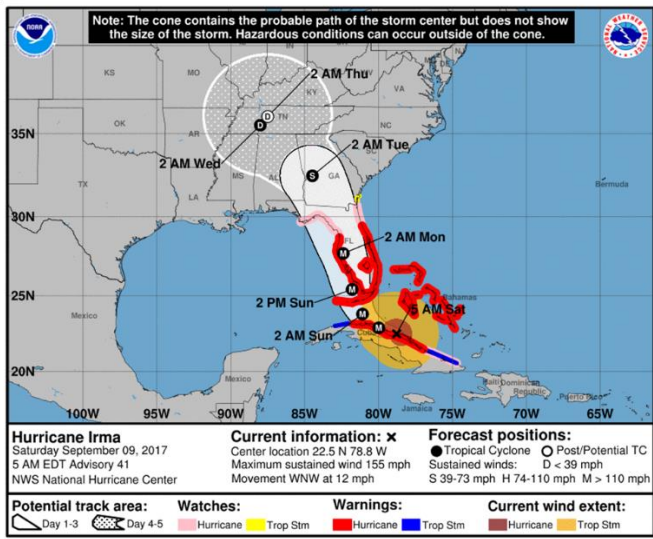 Note: The cone contains the probable path of the storm center but does not show
the size of the storm. Hazardous conditions can occur outside of the cone.
NOAA
2 AM Thu
KS
MO
IN
KY
VA
OK
AR
TN
NC
35N
2 AM Wed
2 AM Tue
SC
MS
AL
GA
TX
LA
Bermuda
30N
FL
2 AM Mon
2 PM Sun
25N
Bahamas
5 AM Sat
2 AM Sun
Mexico
Cuba
20N
Mexico
Haiti
Dominican
Republic
Puerto Rico
Jamaica
100W 95W 90W 85W 80W 75W 70W 65W
M
M
M
M
S
D
D
Hurricane Irma
Saturday September 09, 2017
5 AM EDT Advisory 41
NWS National Hurricane Center
Current information: ×
Center location 22.5 N 78.8 W
Maximum sustained wind 155 mph
Movement WNW at 12 mph
Forecast positions:
Tropical Cyclone Post/Potential TC
Sustained winds: D < 39 mph
S 39-73 mph H 74-110 mph M > 110 mph
Potential track area:
Day 1-3 Day 4-5
Watches:
Hurricane Trop Stm
Warnings:
Hurricane Trop Stm
Current wind extent:
Hurricane Trop Stm